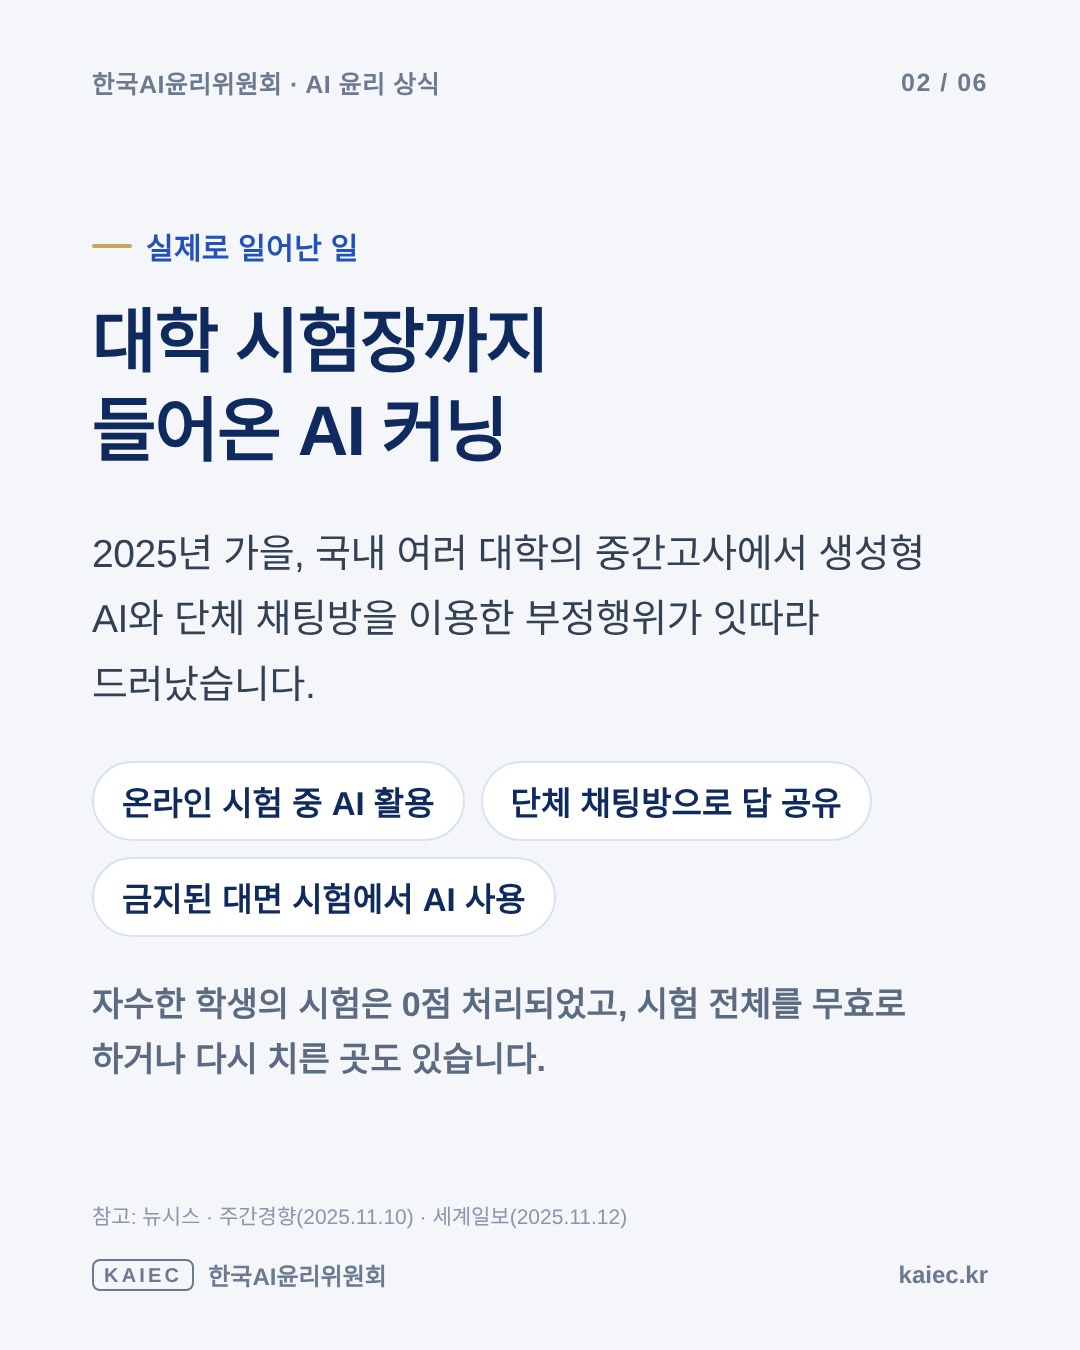 한국AI윤리위원회 · AI 윤리 상식
02 / 06
실제로 일어난 일
대학 시험장까지
들어온 AI 커닝
2025년 가을, 국내 여러 대학의 중간고사에서 생성형
AI와 단체 채팅방을 이용한 부정행위가 잇따라
드러났습니다.
온라인 시험 중 AI 활용
단체 채팅방으로 답 공유
금지된 대면 시험에서 AI 사용
자수한 학생의 시험은 0점 처리되었고, 시험 전체를 무효로
하거나 다시 치른 곳도 있습니다.
참고: 뉴시스 · 주간경향(2025.11.10) · 세계일보(2025.11.12)
KAIEC 한국AI윤리위원회
kaiec.kr